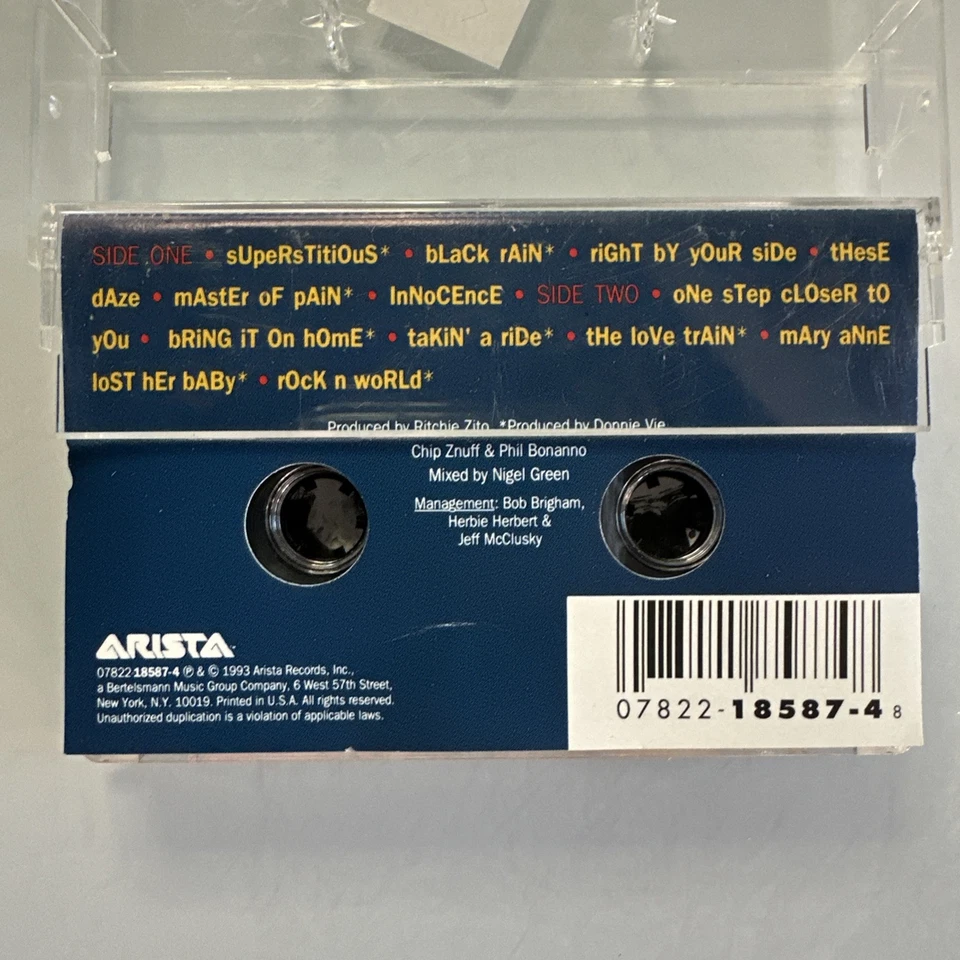 SIDE ONE • sUpeRsTitiOuS* • bLaCk rAiN* • riGhT bY yOuR siDe • tHesE
dAze • mAstEr oF pAiN* • InNoCEncE • SIDE TWO • oNe sTep cLOseR tO
yOu • bRiNG iT On hOmE* • taKiN' a riDe* • tHe loVe trAiN* • mAry aNnE
loST hEr bABy* • rOcK n woRLd*
Produced by Ritchie Zito *Produced by Donnie Vie
Chip Znuff & Phil Bonanno
Mixed by Nigel Green
Management: Bob Brigham,
Herbie Herbert &
Jeff McClusky
ARISTA
07822-18587-4 ℗ & © 1993 Arista Records, Inc.,
a Bertelsmann Music Group Company, 6 West 57th Street,
New York, N.Y. 10019. Printed in U.S.A. All rights reserved.
Unauthorized duplication is a violation of applicable laws.
07822-18587-4 8